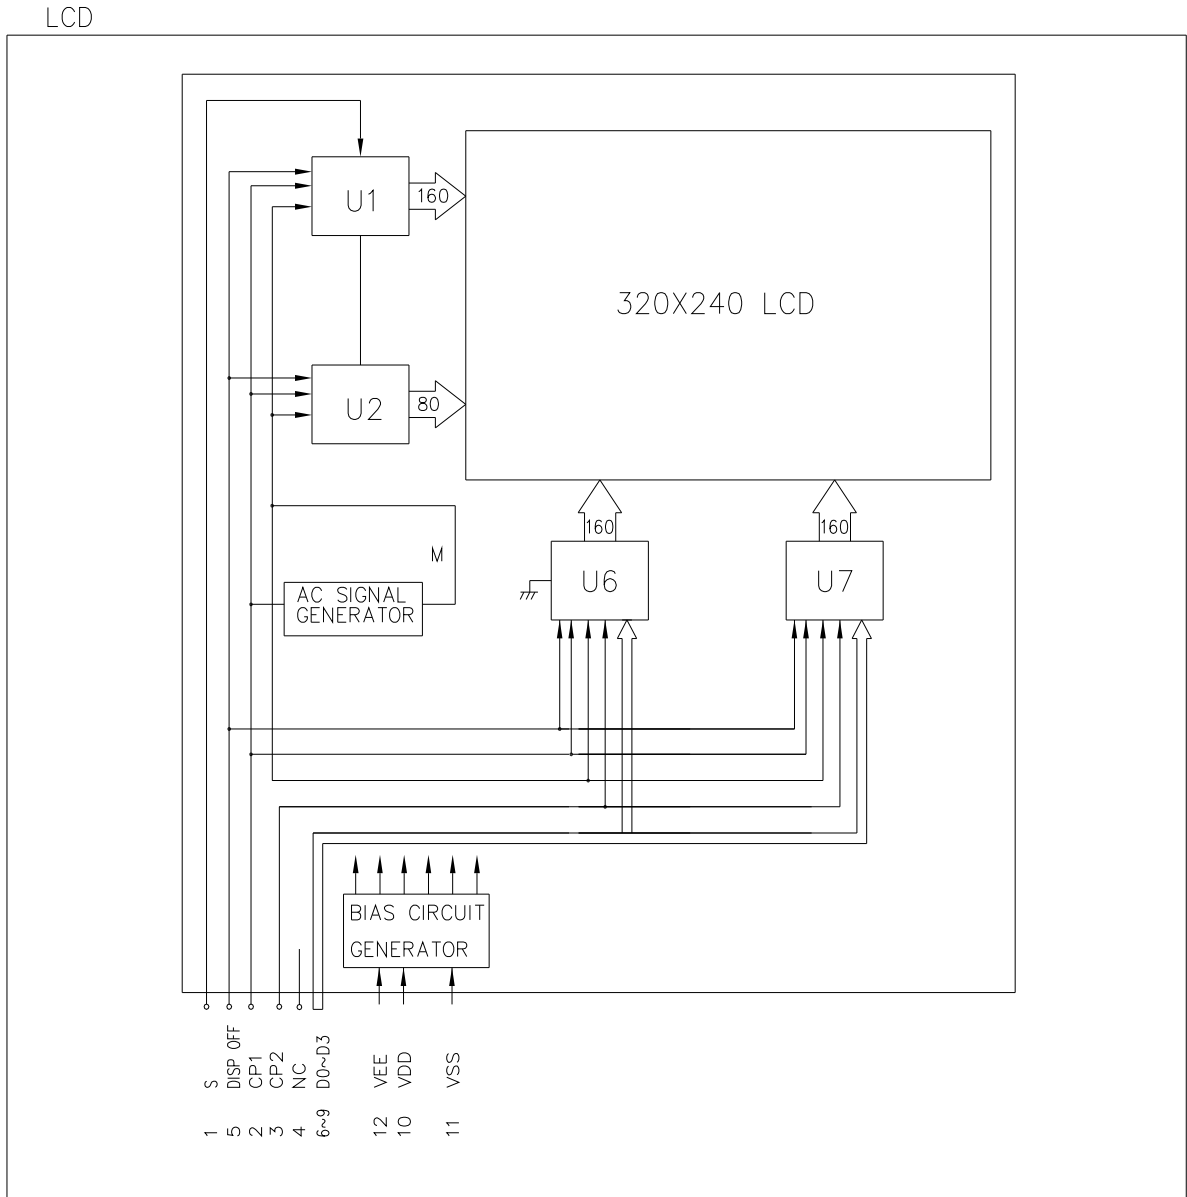 LCD
U1
160
320X240 LCD
U2
80
M
AC SIGNAL
GENERATOR
160
U6
160
U7
BIAS CIRCUIT
GENERATOR
1 S
5 DISP OFF
2 CP1
3 CP2
4 NC
6~9 D0~D3
12 VEE
10 VDD
11 VSS